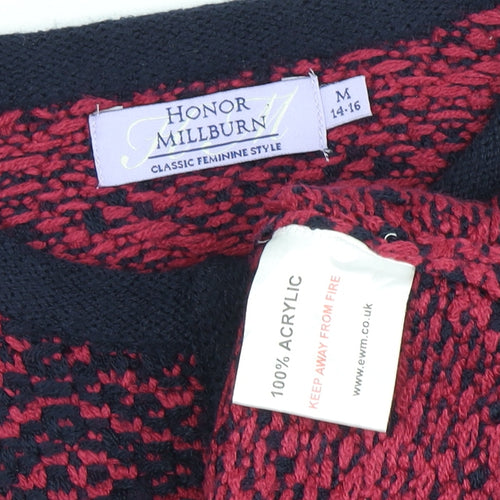 HONOR
MILLBURN
CLASSIC FEMININE STYLE
M
14-16
100% ACRYLIC
KEEP AWAY FROM FIRE
www.ewm.co.uk